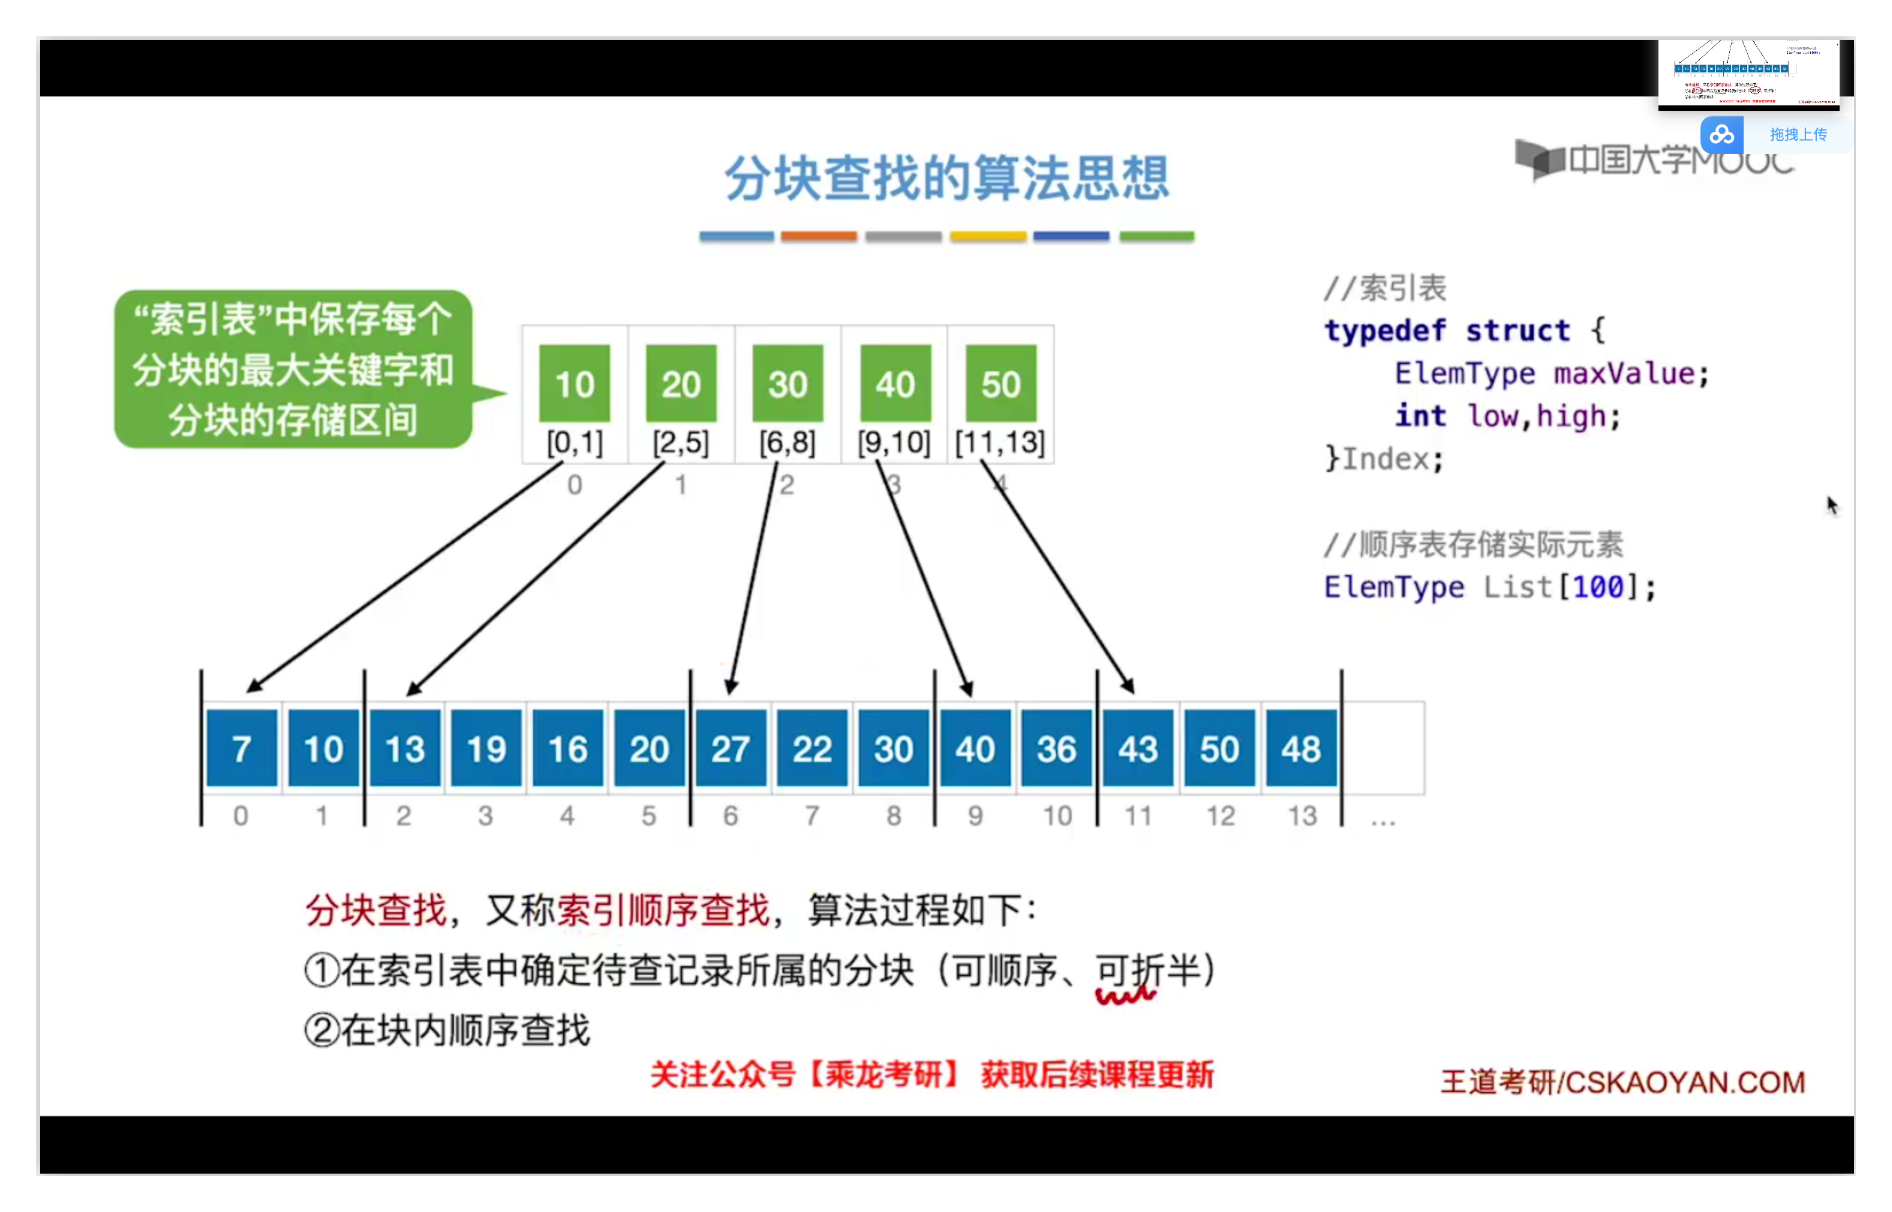 拖拽上传
中国大学MOOC
分块查找的算法思想
“索引表”中保存每个
分块的最大关键字和
分块的存储区间
10 20 30 40 50
[0,1] [2,5] [6,8] [9,10] [11,13]
0 1 2 3 4
//索引表
typedef struct {
ElemType maxValue;
int low,high;
}Index;
//顺序表存储实际元素
ElemType List[100];
7 10 13 19 16 20 27 22 30 40 36 43 50 48
0 1 2 3 4 5 6 7 8 9 10 11 12 13 ...
分块查找，又称索引顺序查找，算法过程如下：
①在索引表中确定待查记录所属的分块（可顺序、可折半）
②在块内顺序查找
关注公众号【乘龙考研】 获取后续课程更新
王道考研/CSKAOYAN.COM